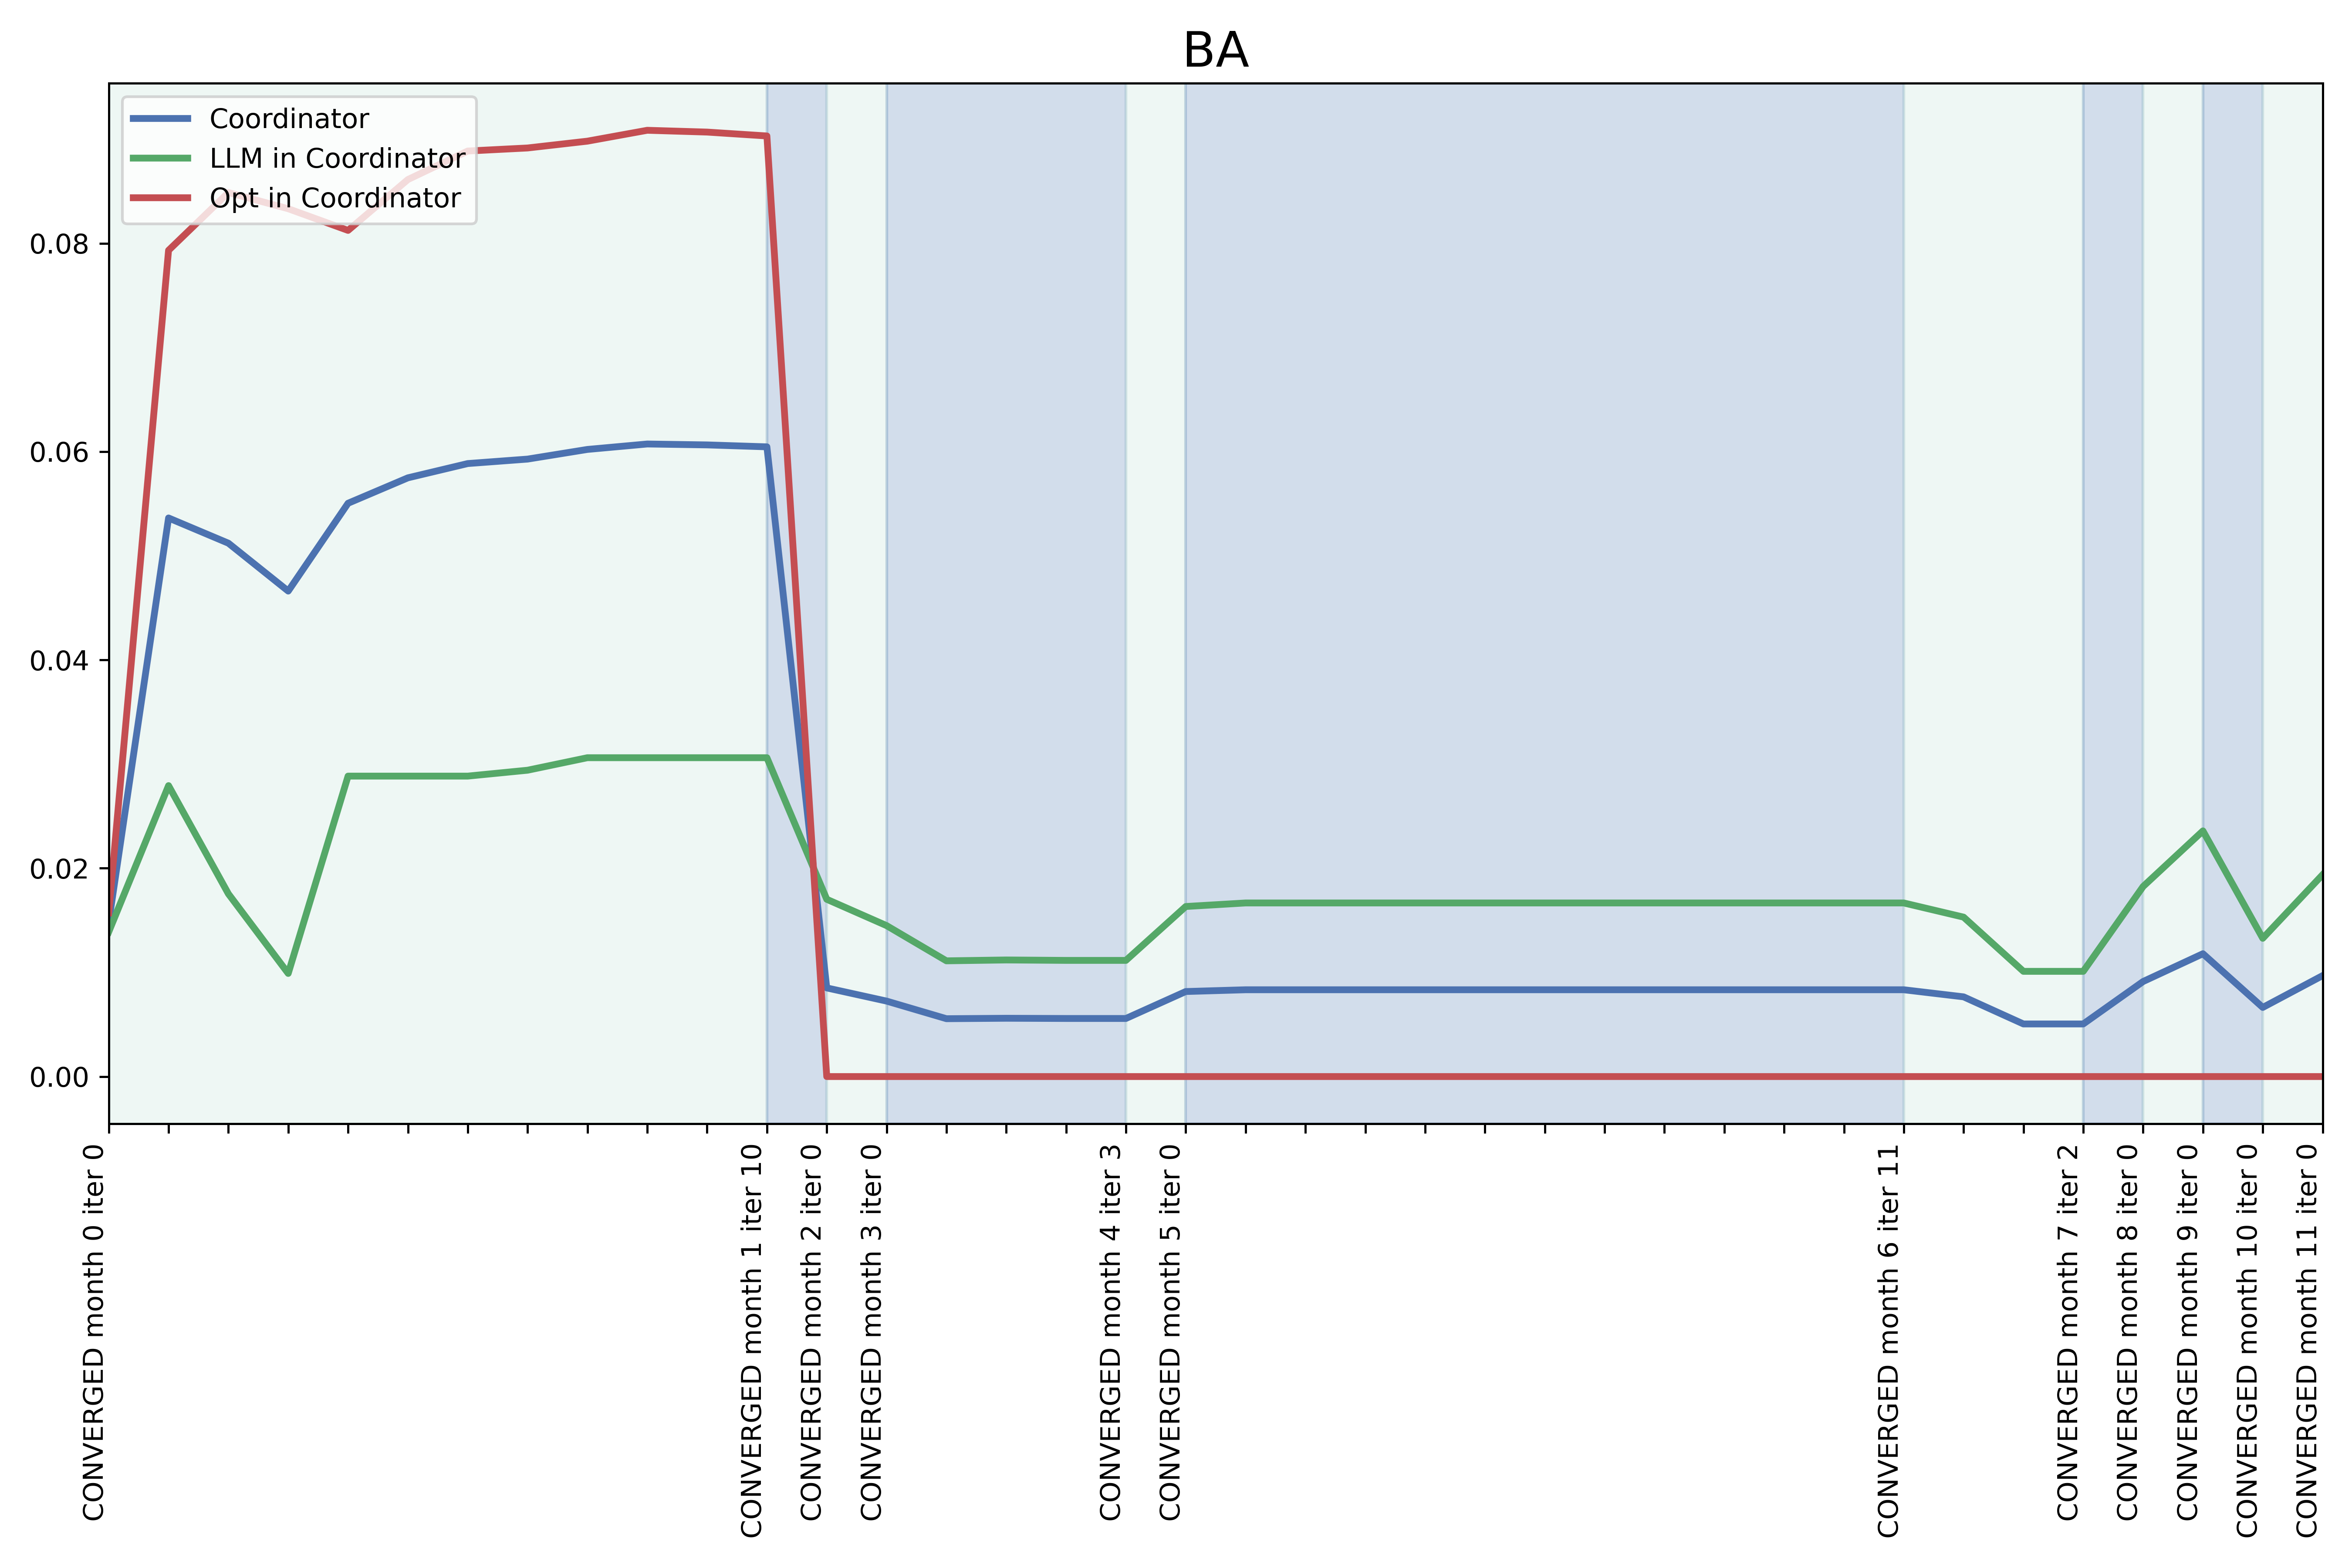 BA
Coordinator
LLM in Coordinator
Opt in Coordinator
0.08
0.06
0.04
0.02
0.00
CONVERGED month 0 iter 0
CONVERGED month 1 iter 10
CONVERGED month 2 iter 0
CONVERGED month 3 iter 0
CONVERGED month 4 iter 3
CONVERGED month 5 iter 0
CONVERGED month 6 iter 11
CONVERGED month 7 iter 2
CONVERGED month 8 iter 0
CONVERGED month 9 iter 0
CONVERGED month 10 iter 0
CONVERGED month 11 iter 0